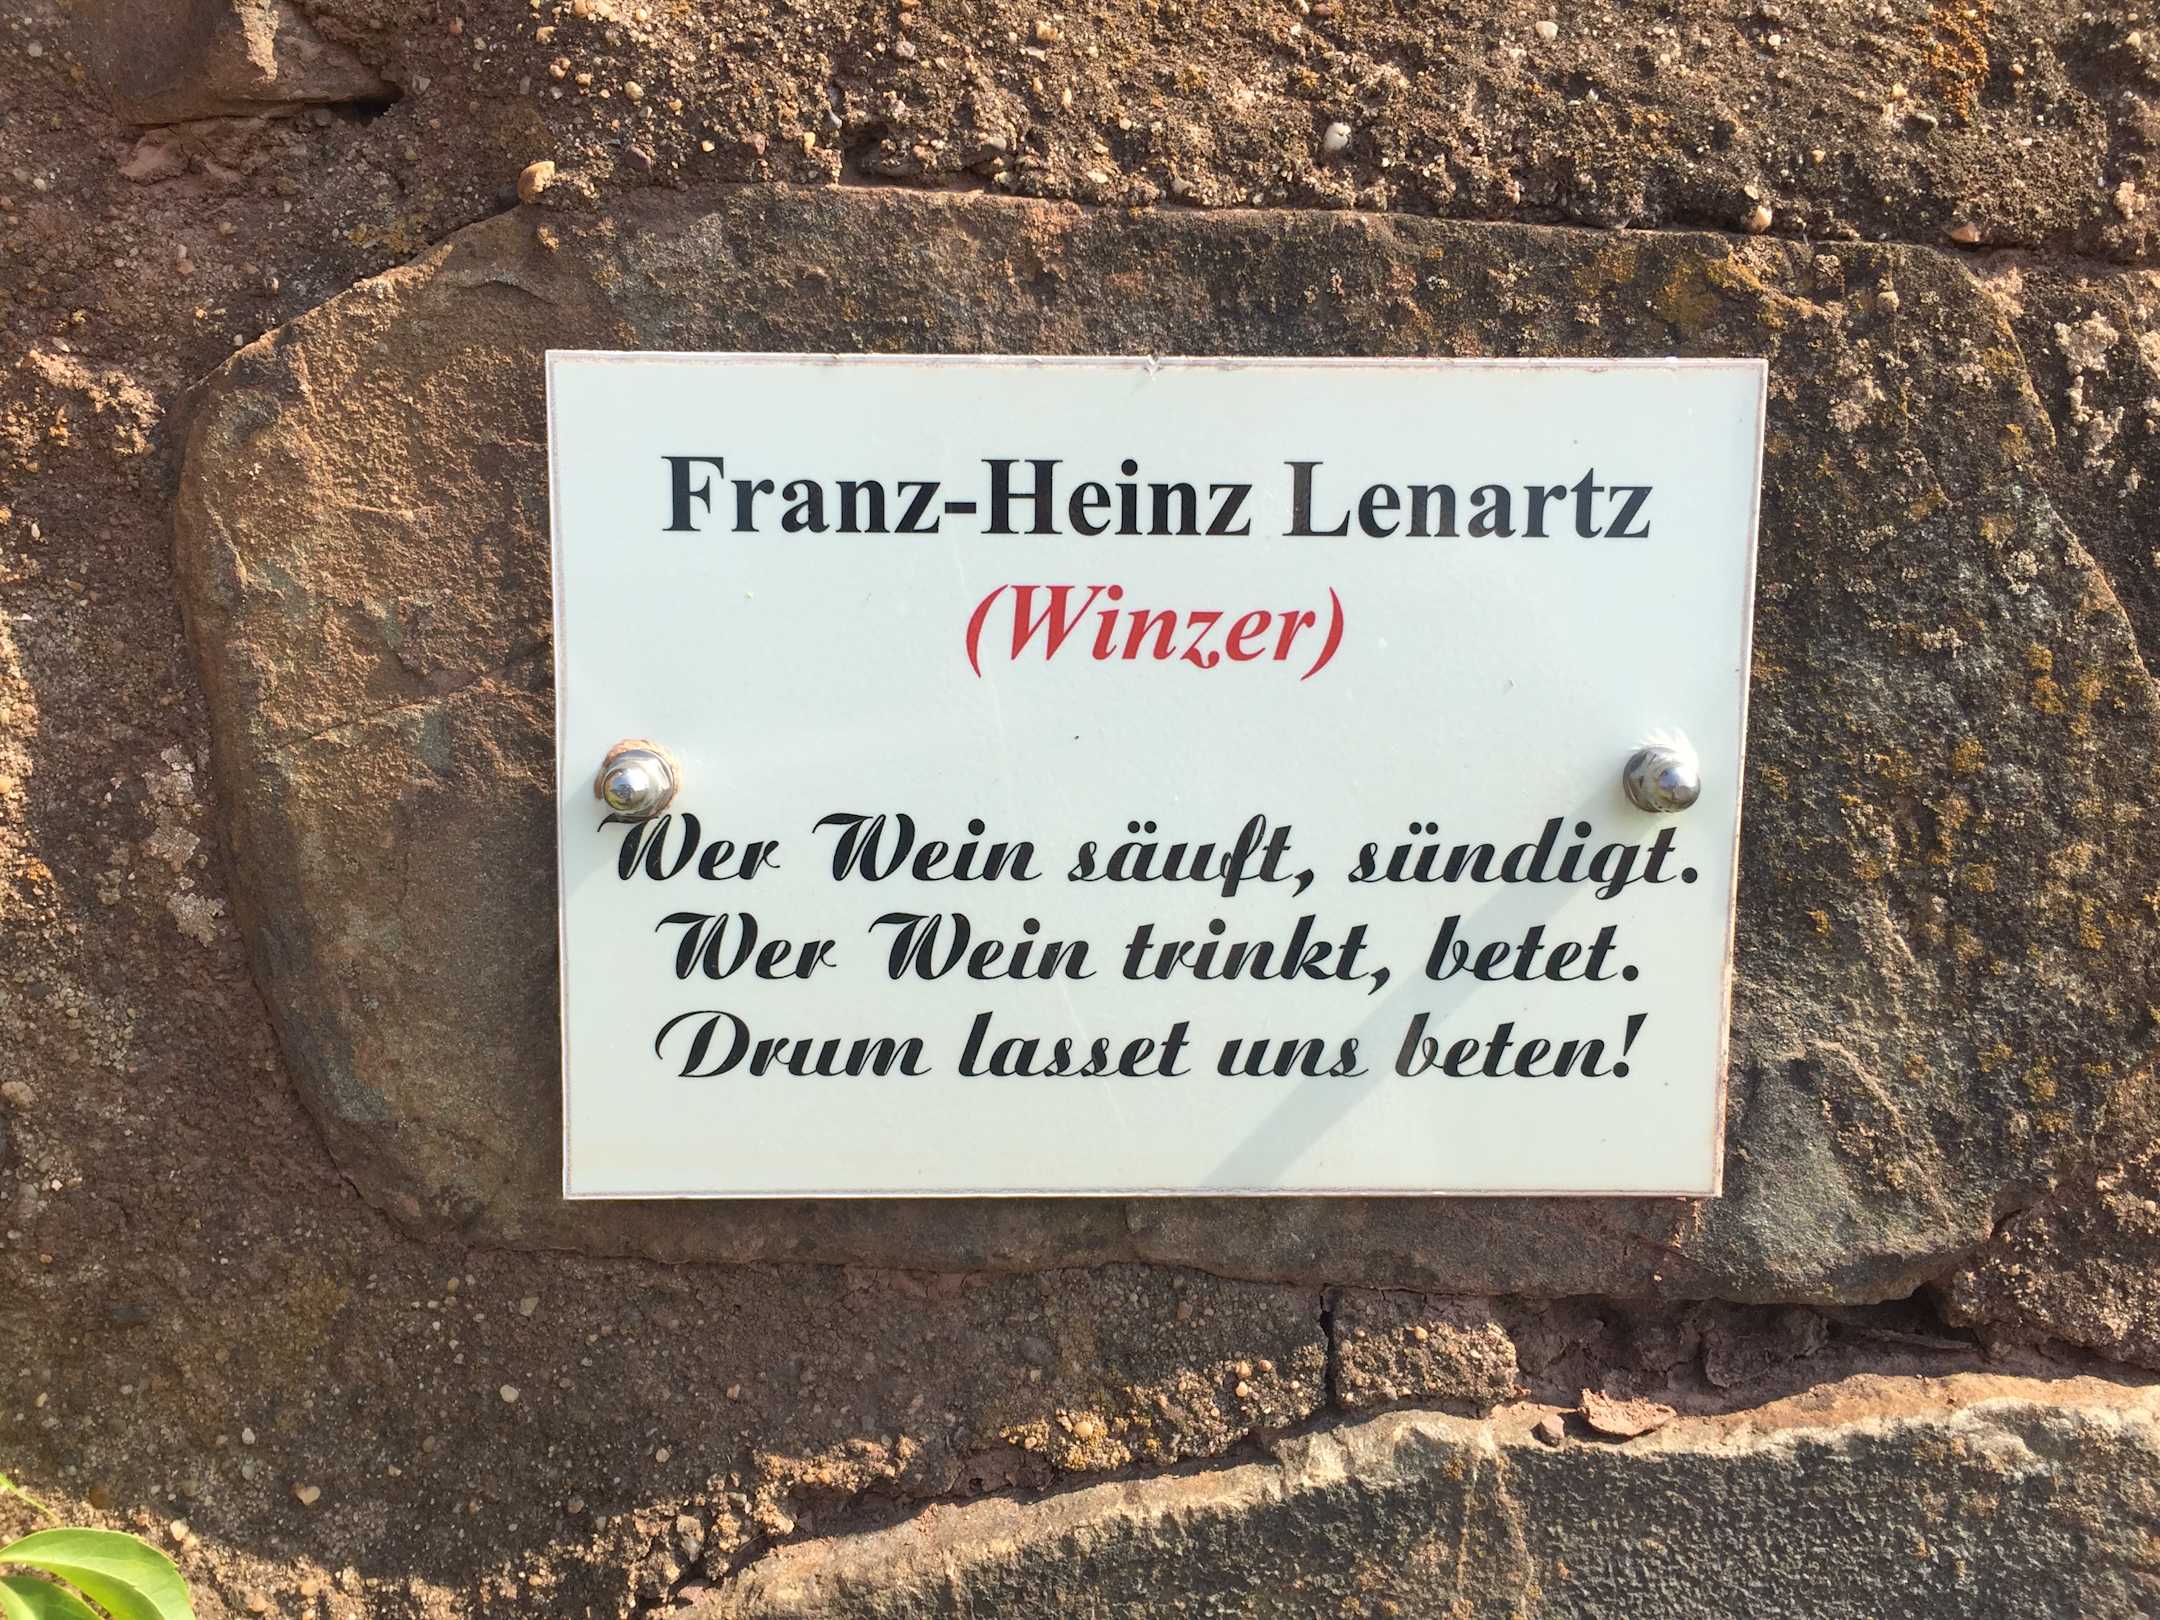 Franz-Heinz Lenartz
(Winzer)
Wer Wein säuft, sündigt.
Wer Wein trinkt, betet.
Drum lasset uns beten!